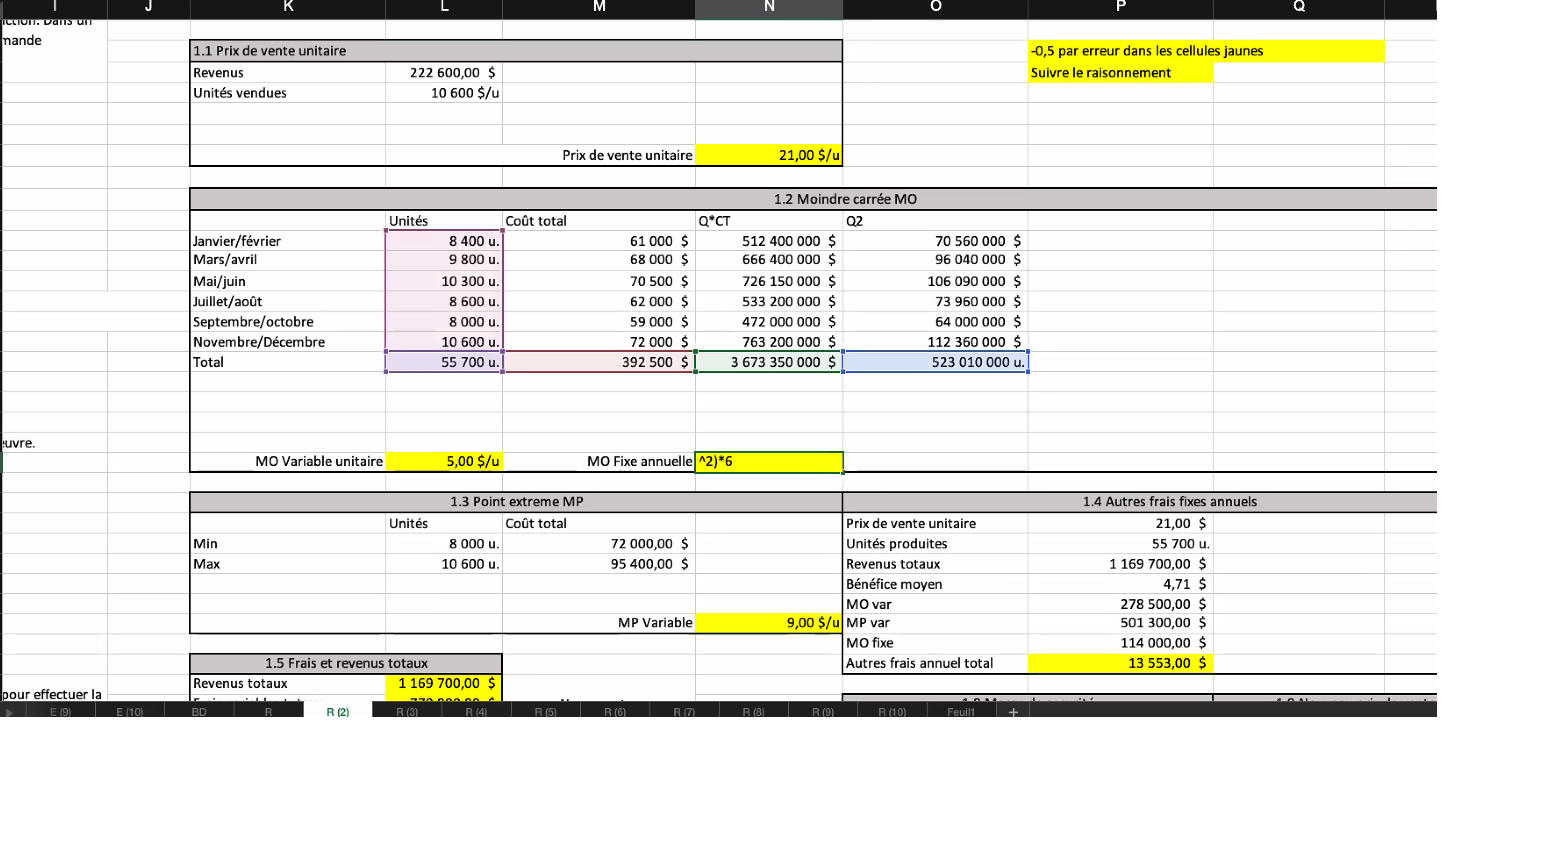 I J K L M N O P Q
mande
1.1 Prix de vente unitaire
-0,5 par erreur dans les cellules jaunes
Revenus 222 600,00 $
Suivre le raisonnement
Unités vendues 10 600 $/u
Prix de vente unitaire 21,00 $/u
1.2 Moindre carrée MO
Unités Coût total Q*CT Q2
Janvier/février 8 400 u. 61 000 $ 512 400 000 $ 70 560 000 $
Mars/avril 9 800 u. 68 000 $ 666 400 000 $ 96 040 000 $
Mai/juin 10 300 u. 70 500 $ 726 150 000 $ 106 090 000 $
Juillet/août 8 600 u. 62 000 $ 533 200 000 $ 73 960 000 $
Septembre/octobre 8 000 u. 59 000 $ 472 000 000 $ 64 000 000 $
Novembre/Décembre 10 600 u. 72 000 $ 763 200 000 $ 112 360 000 $
Total 55 700 u. 392 500 $ 3 673 350 000 $ 523 010 000 u.
MO Variable unitaire 5,00 $/u MO Fixe annuelle ^2)*6
1.3 Point extreme MP
Unités Coût total
Min 8 000 u. 72 000,00 $
Max 10 600 u. 95 400,00 $
MP Variable 9,00 $/u
1.4 Autres frais fixes annuels
Prix de vente unitaire 21,00 $
Unités produites 55 700 u.
Revenus totaux 1 169 700,00 $
Bénéfice moyen 4,71 $
MO var 278 500,00 $
MP var 501 300,00 $
MO fixe 114 000,00 $
Autres frais annuel total 13 553,00 $
1.5 Frais et revenus totaux
Revenus totaux 1 169 700,00 $
pour effectuer la
E (9) E (10) BD R R (2) R (3) R (4) R (5) R (6) R (7) R (8) R (9) R (10) Feuil1 +